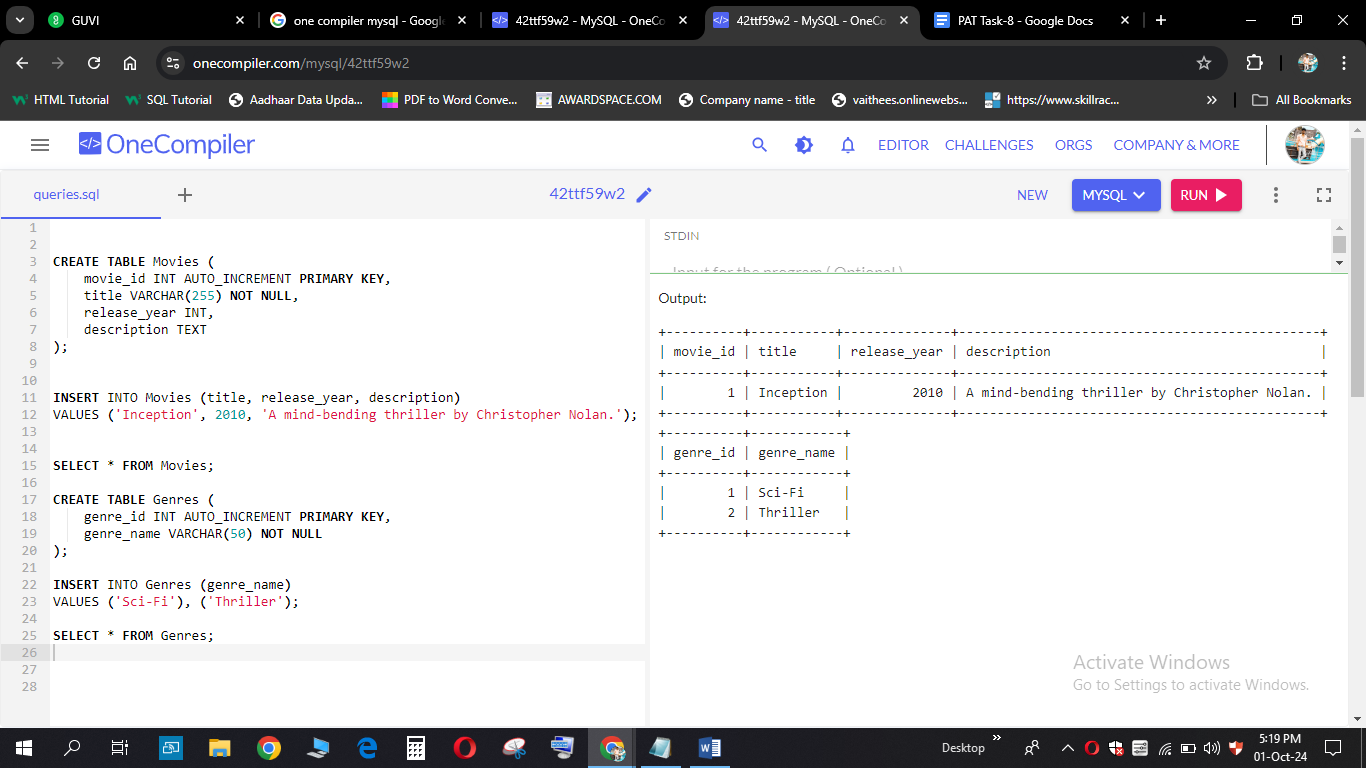 GUVI
one compiler mysql - Googl
42ttf59w2 - MySQL - OneCo
42ttf59w2 - MySQL - OneCo
PAT Task-8 - Google Docs
onecompiler.com/mysql/42ttf59w2
HTML Tutorial
SQL Tutorial
Aadhaar Data Upda...
PDF to Word Conve...
AWARDSPACE.COM
Company name - title
vaithees.onlinewebs...
https://www.skillrac...
»
All Bookmarks
</> OneCompiler
EDITOR
CHALLENGES
ORGS
COMPANY & MORE
queries.sql
+
42ttf59w2
NEW
MYSQL
RUN
1
2
3 CREATE TABLE Movies (
4 movie_id INT AUTO_INCREMENT PRIMARY KEY,
5 title VARCHAR(255) NOT NULL,
6 release_year INT,
7 description TEXT
8 );
9
10
11 INSERT INTO Movies (title, release_year, description)
12 VALUES ('Inception', 2010, 'A mind-bending thriller by Christopher Nolan.');
13
14
15 SELECT * FROM Movies;
16
17 CREATE TABLE Genres (
18 genre_id INT AUTO_INCREMENT PRIMARY KEY,
19 genre_name VARCHAR(50) NOT NULL
20 );
21
22 INSERT INTO Genres (genre_name)
23 VALUES ('Sci-Fi'), ('Thriller');
24
25 SELECT * FROM Genres;
26
27
28
STDIN
Input for the program ( Optional )
Output:
+----------+-----------+--------------+-----------------------------------------------+
| movie_id | title     | release_year | description                                   |
+----------+-----------+--------------+-----------------------------------------------+
|        1 | Inception |         2010 | A mind-bending thriller by Christopher Nolan. |
+----------+-----------+--------------+-----------------------------------------------+
+----------+------------+
| genre_id | genre_name |
+----------+------------+
|        1 | Sci-Fi     |
|        2 | Thriller   |
+----------+------------+
Activate Windows
Go to Settings to activate Windows.
Desktop
»
5:19 PM
01-Oct-24